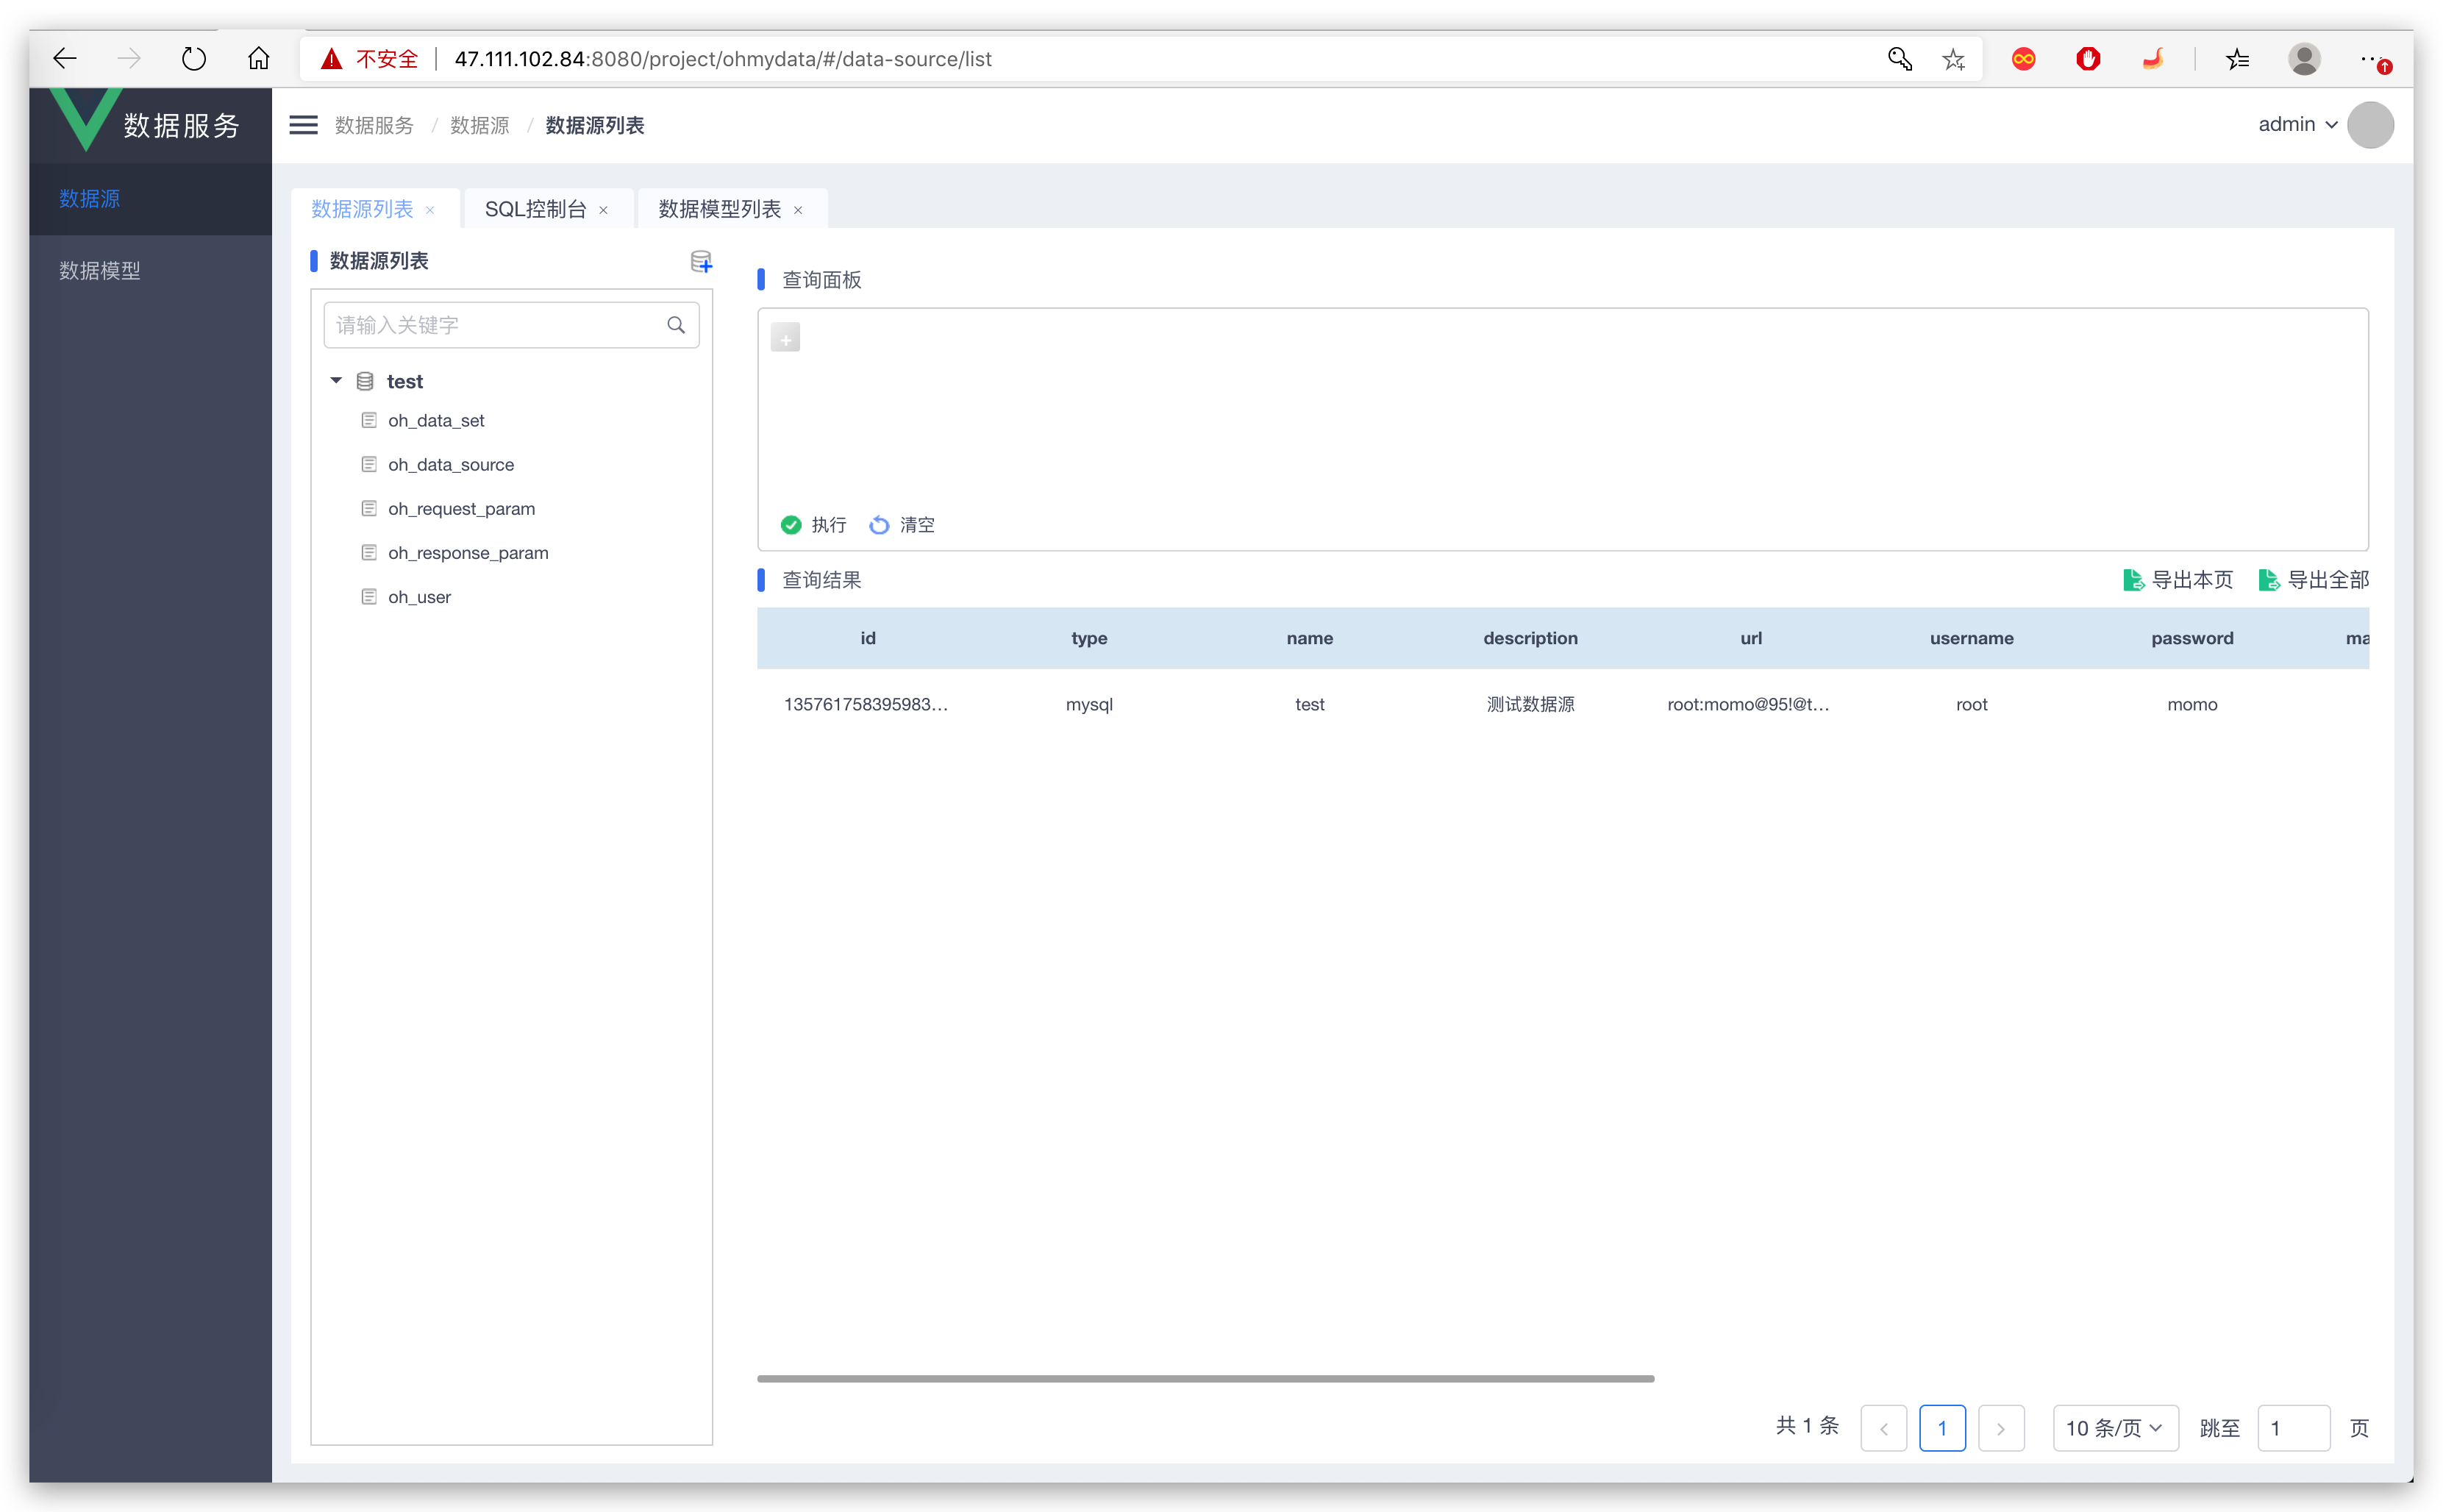 不安全 47.111.102.84:8080/project/ohmydata/#/data-source/list
数据服务
数据服务 / 数据源 / 数据源列表
admin
数据源
数据模型
数据源列表 × SQL控制台 × 数据模型列表 ×
数据源列表
请输入关键字
test
oh_data_set
oh_data_source
oh_request_param
oh_response_param
oh_user
查询面板
执行 清空
查询结果 导出本页 导出全部
id type name description url username password ma
135761758395983... mysql test 测试数据源 root:momo@95!@t... root momo
共 1 条 1 10 条/页 跳至 1 页